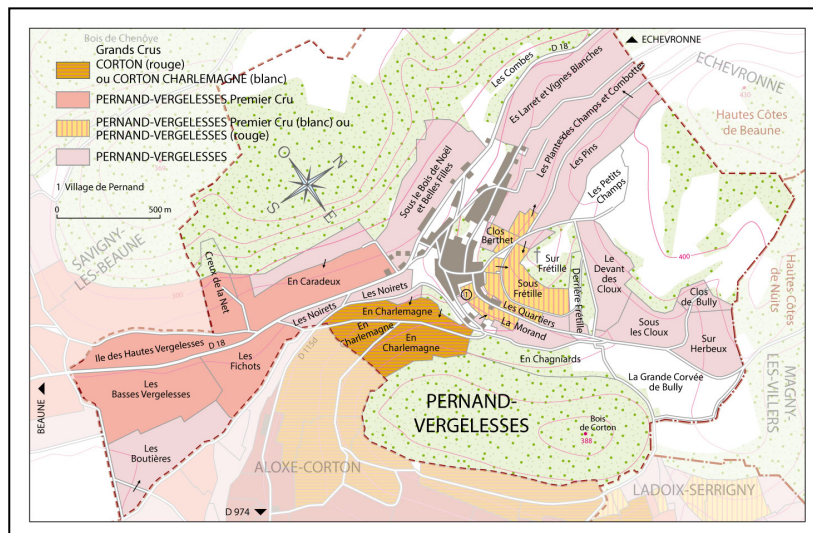 Bois de Chenôve
Grands Crus
CORTON (rouge)
ou CORTON CHARLEMAGNE (blanc)
PERNAND-VERGELESSES Premier Cru
PERNAND-VERGELESSES Premier Cru (blanc) ou
PERNAND-VERGELESSES (rouge)
PERNAND-VERGELESSES
1 Village de Pernand
0
500 m
N
O
E
S
ECHEVRONNE
D 18
Les Combes
Es Larret et Vignes Blanches
Les Plantes des Champs et Combottes
Les Pins
Les Petits
Champs
ECHEVRONNE
430
Hautes Côtes
de Beaune
400
Hautes-Côtes
de Nuits
MAGNY-
LES-VILLERS
SAVIGNY-
LES-BEAUNE
300
Sous le Bois de Noël
et Belles Filles
Clos
Berthet
Sur
Frétille
Sous
Frétille
Derrière Frétille
Le
Devant
des
Cloux
Clos
de Bully
Sous
les Cloux
Sur
Herbeux
Creux de la Net
En Caradeux
Les Noirets
Les Noirets
1
Les Quartiers
La Morand
En Charlemagne
En
Charlemagne
En
Charlemagne
En Chagniards
La Grande Corvée
de Bully
Ile des Hautes Vergelesses
D 18
D 115d
Les
Fichots
Les
Basses Vergelesses
BEAUNE
Les
Boutières
PERNAND-
VERGELESSES
Bois
de Corton
388
ALOXE-CORTON
LADOIX-SERRIGNY
D 974